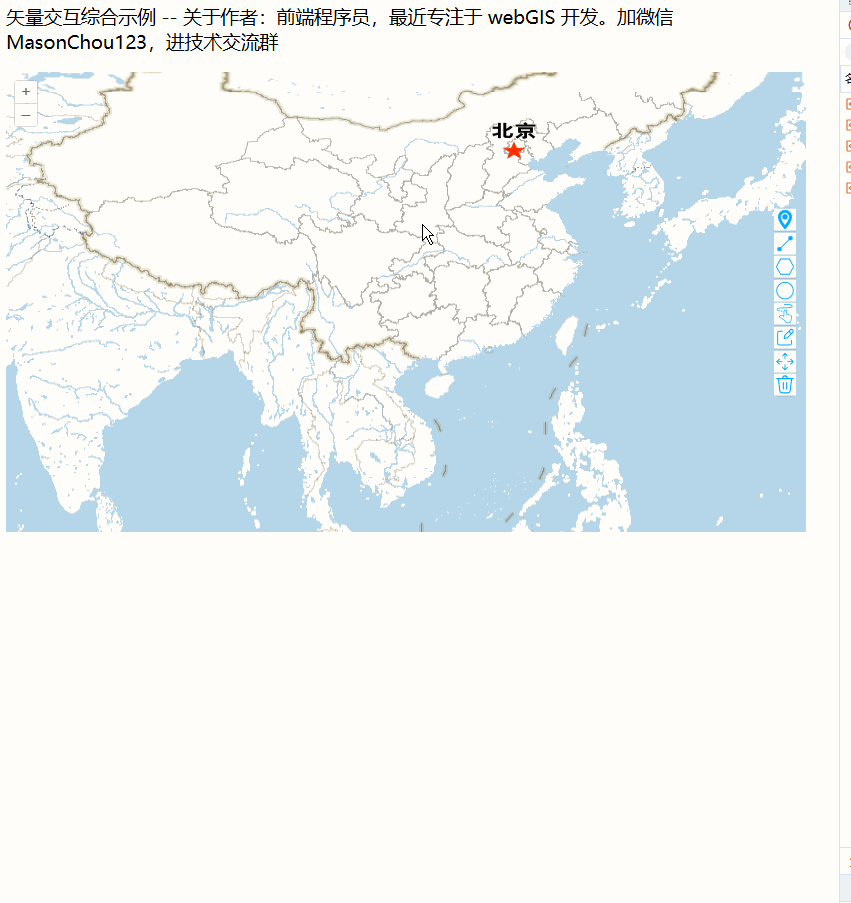 矢量交互综合示例 -- 关于作者：前端程序员，最近专注于 webGIS 开发。加微信
MasonChou123，进技术交流群
+
–
北京